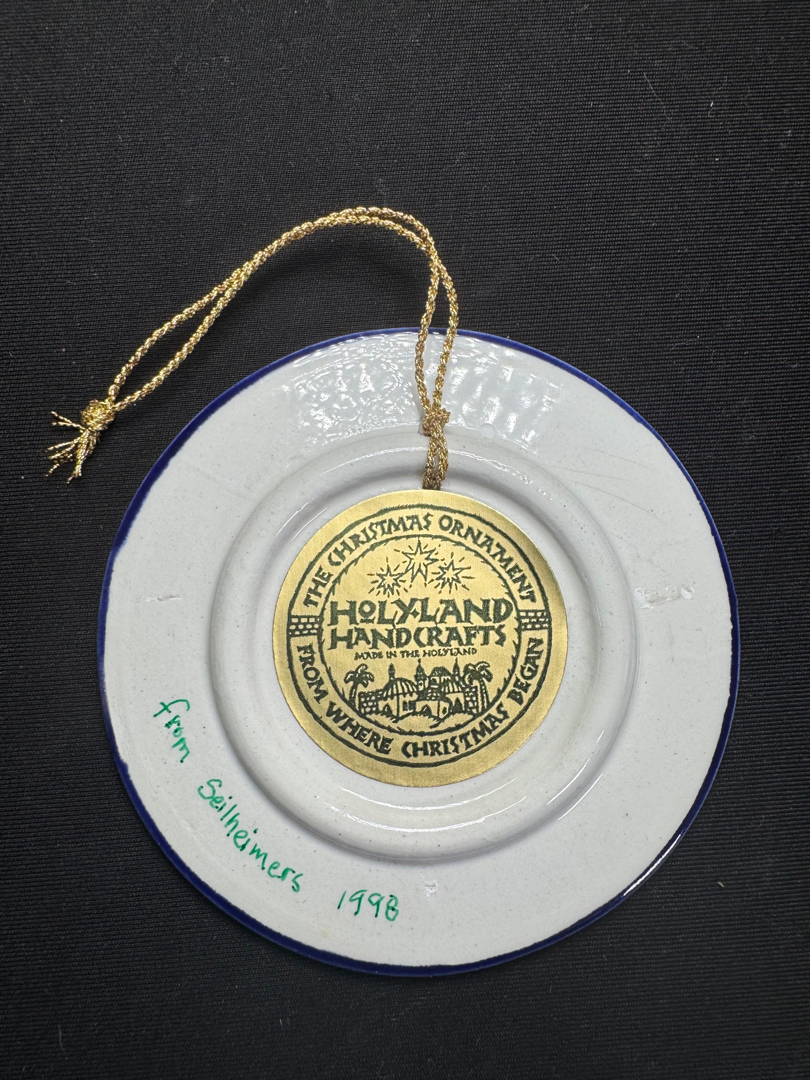 THE CHRISTMAS ORNAMENT
HOLYLAND
HANDCRAFTS
MADE IN THE HOLYLAND
FROM WHERE CHRISTMAS BEGAN
from Seilheimers 1998